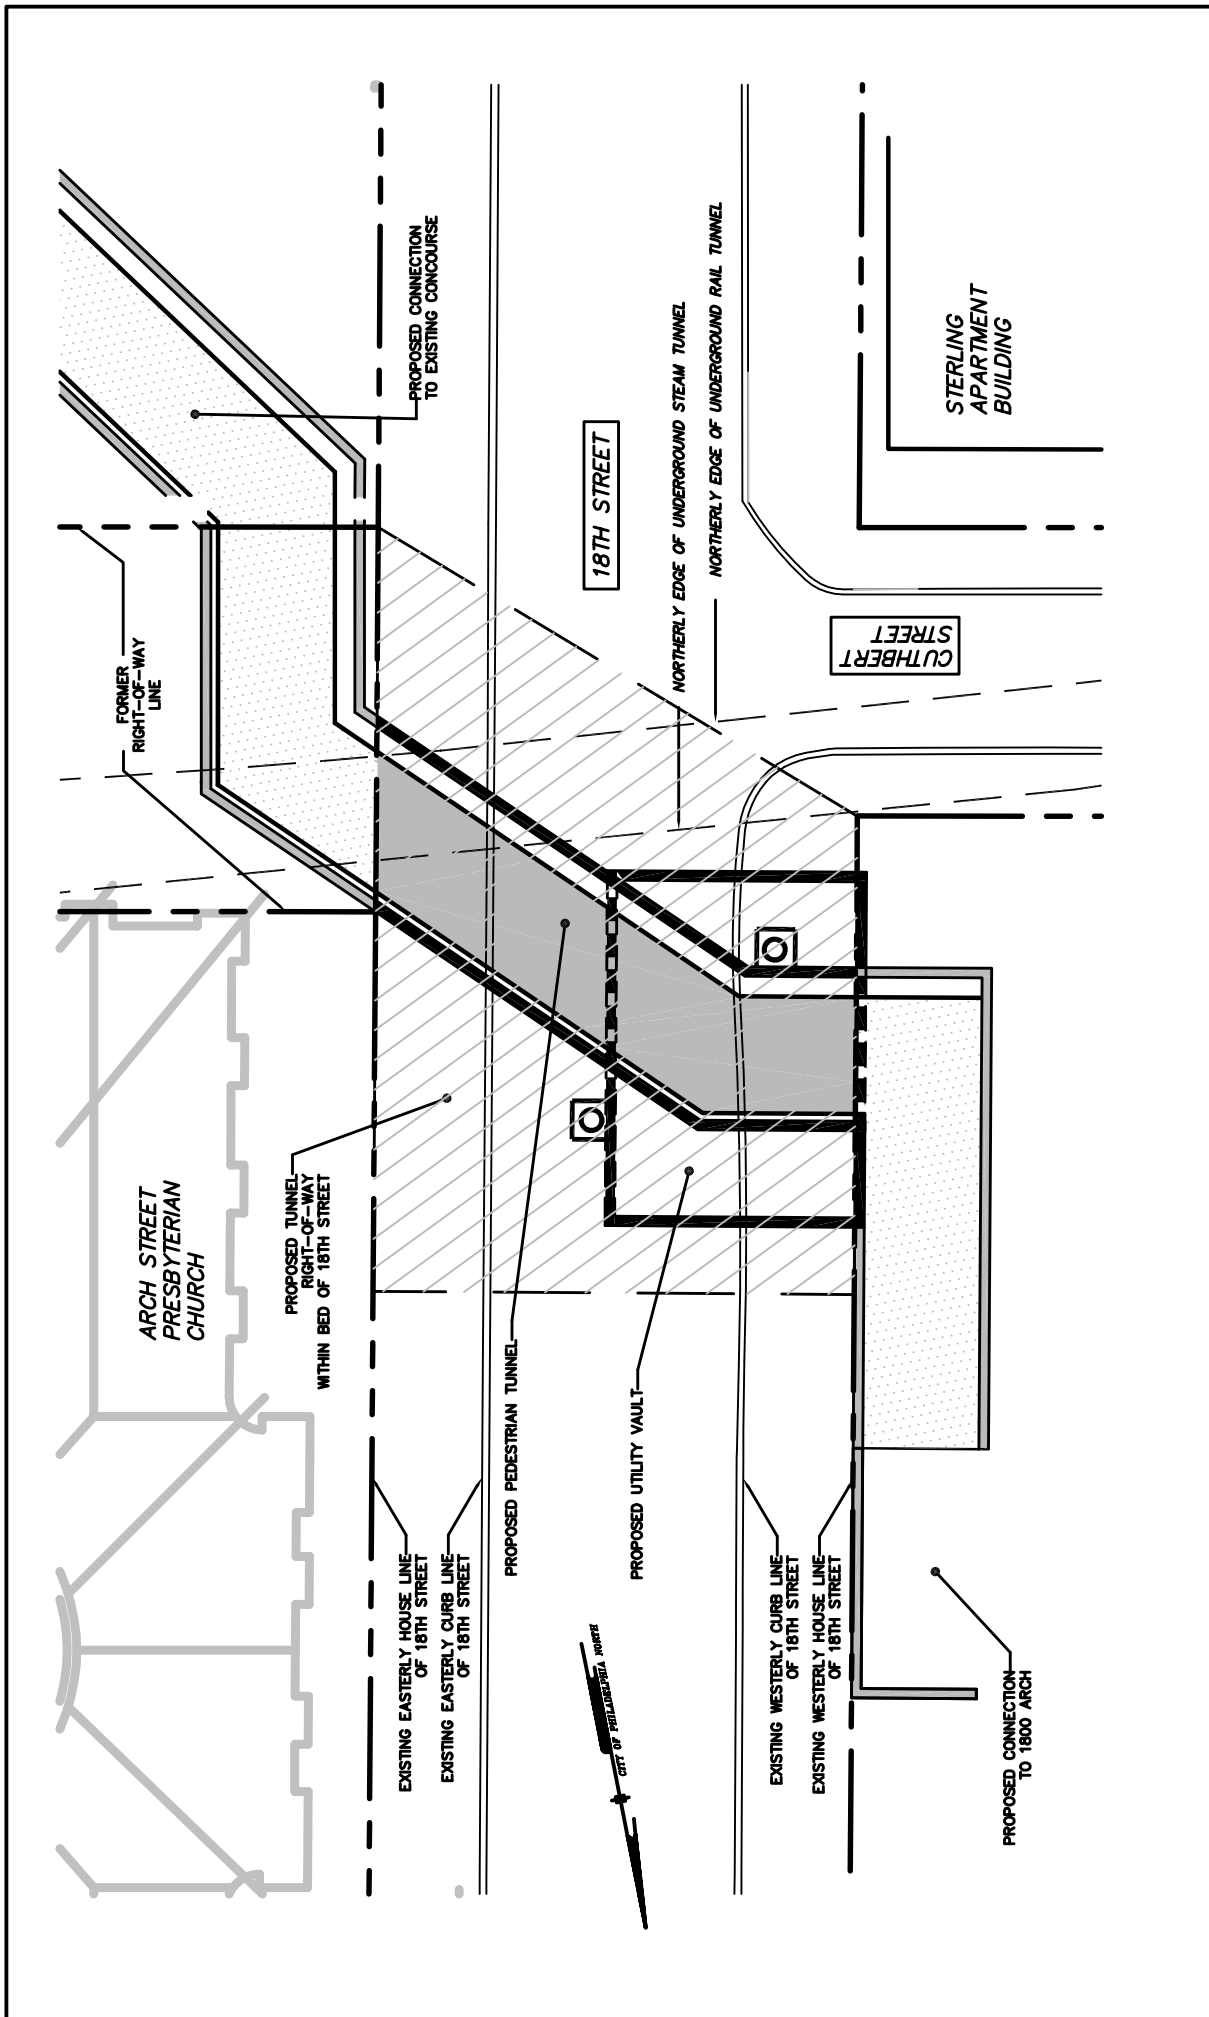 PROPOSED CONNECTION
TO EXISTING CONCOURSE
FORMER
RIGHT-OF-WAY
LINE
18TH STREET
NORTHERLY EDGE OF UNDERGROUND STEAM TUNNEL
NORTHERLY EDGE OF UNDERGROUND RAIL TUNNEL
STERLING
APARTMENT
BUILDING
CUTHBERT
STREET
ARCH STREET
PRESBYTERIAN
CHURCH
PROPOSED TUNNEL
RIGHT-OF-WAY
WITHIN BED OF 18TH STREET
PROPOSED PEDESTRIAN TUNNEL
PROPOSED UTILITY VAULT
EXISTING EASTERLY HOUSE LINE
OF 18TH STREET
EXISTING EASTERLY CURB LINE
OF 18TH STREET
CITY OF PHILADELPHIA NORTH
EXISTING WESTERLY CURB LINE
OF 18TH STREET
EXISTING WESTERLY HOUSE LINE
OF 18TH STREET
PROPOSED CONNECTION
TO 1800 ARCH